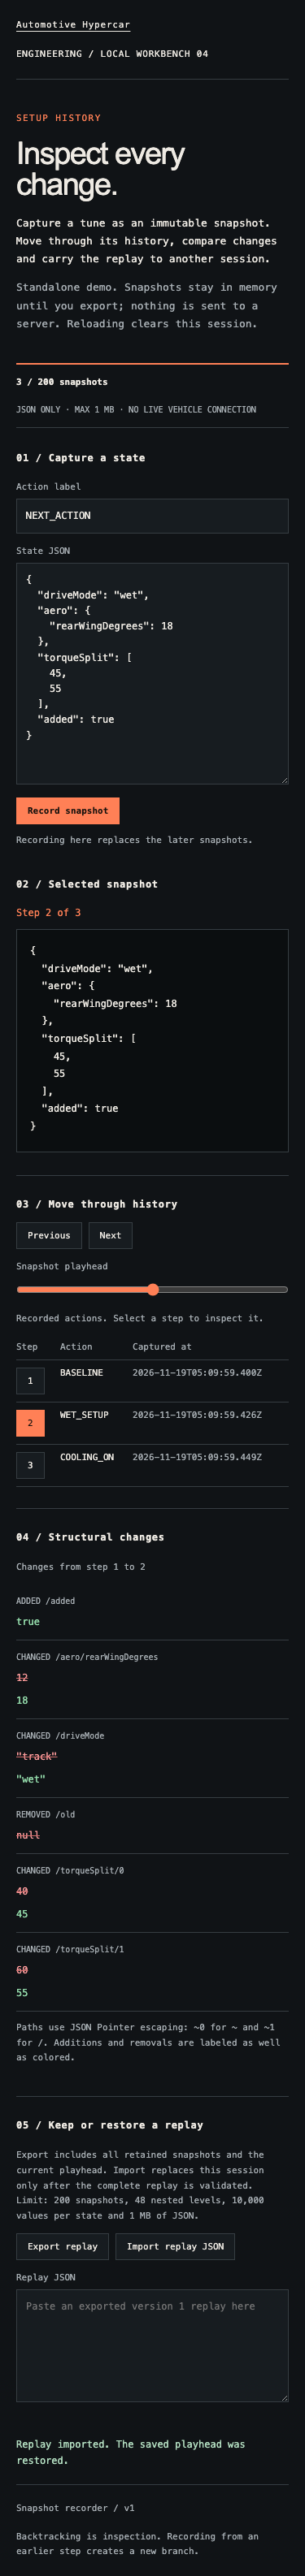 Automotive Hypercar
ENGINEERING / LOCAL WORKBENCH 04
SETUP HISTORY
Inspect every
change.
Capture a tune as an immutable snapshot.
Move through its history, compare changes
and carry the replay to another session.
Standalone demo. Snapshots stay in memory
until you export; nothing is sent to a
server. Reloading clears this session.
3 / 200 snapshots
JSON ONLY · MAX 1 MB · NO LIVE VEHICLE CONNECTION
01 / Capture a state
Action label
NEXT_ACTION
State JSON
{
"driveMode": "wet",
"aero": {
"rearWingDegrees": 18
},
"torqueSplit": [
45,
55
],
"added": true
}
Record snapshot
Recording here replaces the later snapshots.
02 / Selected snapshot
Step 2 of 3
{
"driveMode": "wet",
"aero": {
"rearWingDegrees": 18
},
"torqueSplit": [
45,
55
],
"added": true
}
03 / Move through history
Previous Next
Snapshot playhead
Recorded actions. Select a step to inspect it.
Step Action Captured at
1 BASELINE 2026-11-19T05:09:59.400Z
2 WET_SETUP 2026-11-19T05:09:59.426Z
3 COOLING_ON 2026-11-19T05:09:59.449Z
04 / Structural changes
Changes from step 1 to 2
ADDED /added
true
CHANGED /aero/rearWingDegrees
12
18
CHANGED /driveMode
"track"
"wet"
REMOVED /old
null
CHANGED /torqueSplit/0
40
45
CHANGED /torqueSplit/1
60
55
Paths use JSON Pointer escaping: ~0 for ~ and ~1
for /. Additions and removals are labeled as well
as colored.
05 / Keep or restore a replay
Export includes all retained snapshots and the
current playhead. Import replaces this session
only after the complete replay is validated.
Limit: 200 snapshots, 48 nested levels, 10,000
values per state and 1 MB of JSON.
Export replay Import replay JSON
Replay JSON
Paste an exported version 1 replay here
Replay imported. The saved playhead was
restored.
Snapshot recorder / v1
Backtracking is inspection. Recording from an
earlier step creates a new branch.